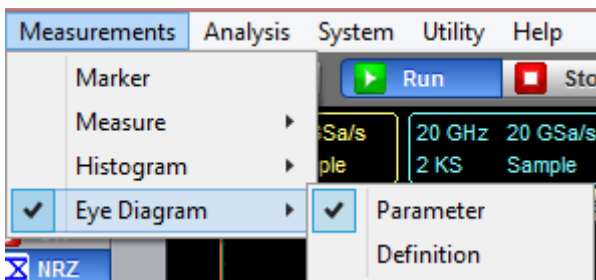 Measurements Analysis System Utility Help
Marker
Run
Measure
GSa/s 20 GHz 20 GSa/s
ple 2 KS Sample
Histogram
Eye Diagram
Parameter
Definition
NRZ